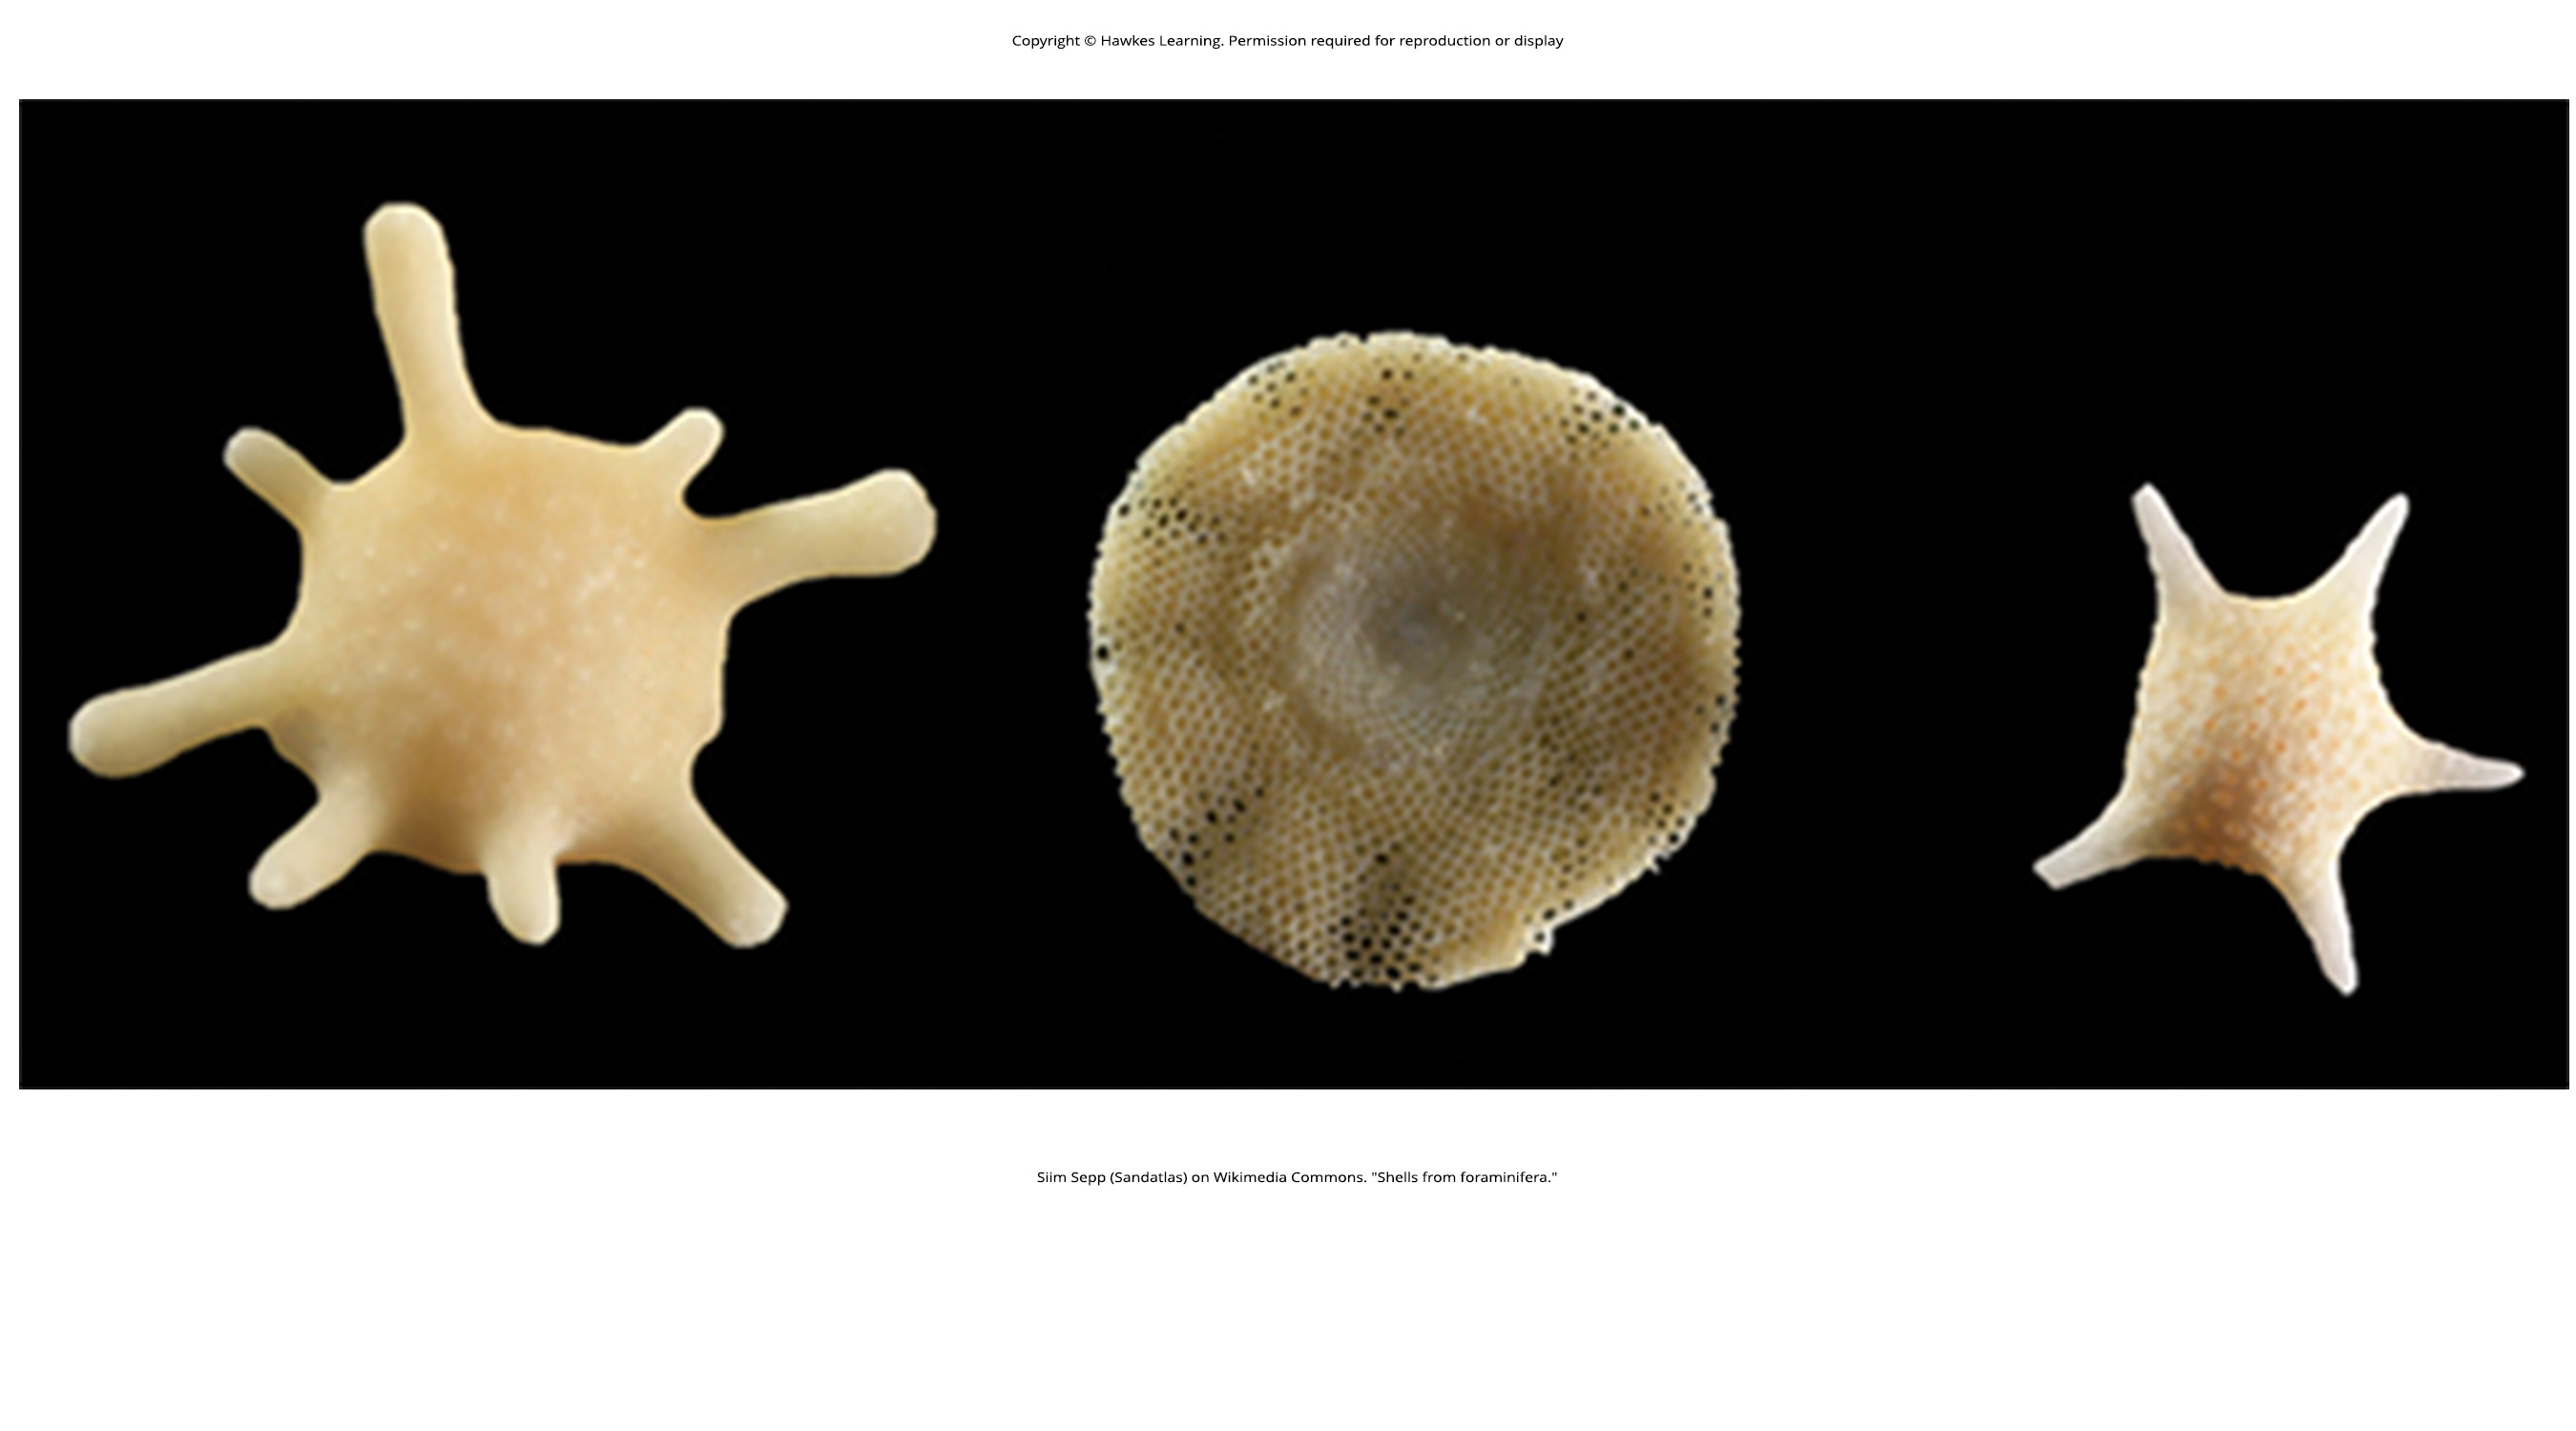 Copyright © Hawkes Learning. Permission required for reproduction or display
Siim Sepp (Sandatlas) on Wikimedia Commons. "Shells from foraminifera."